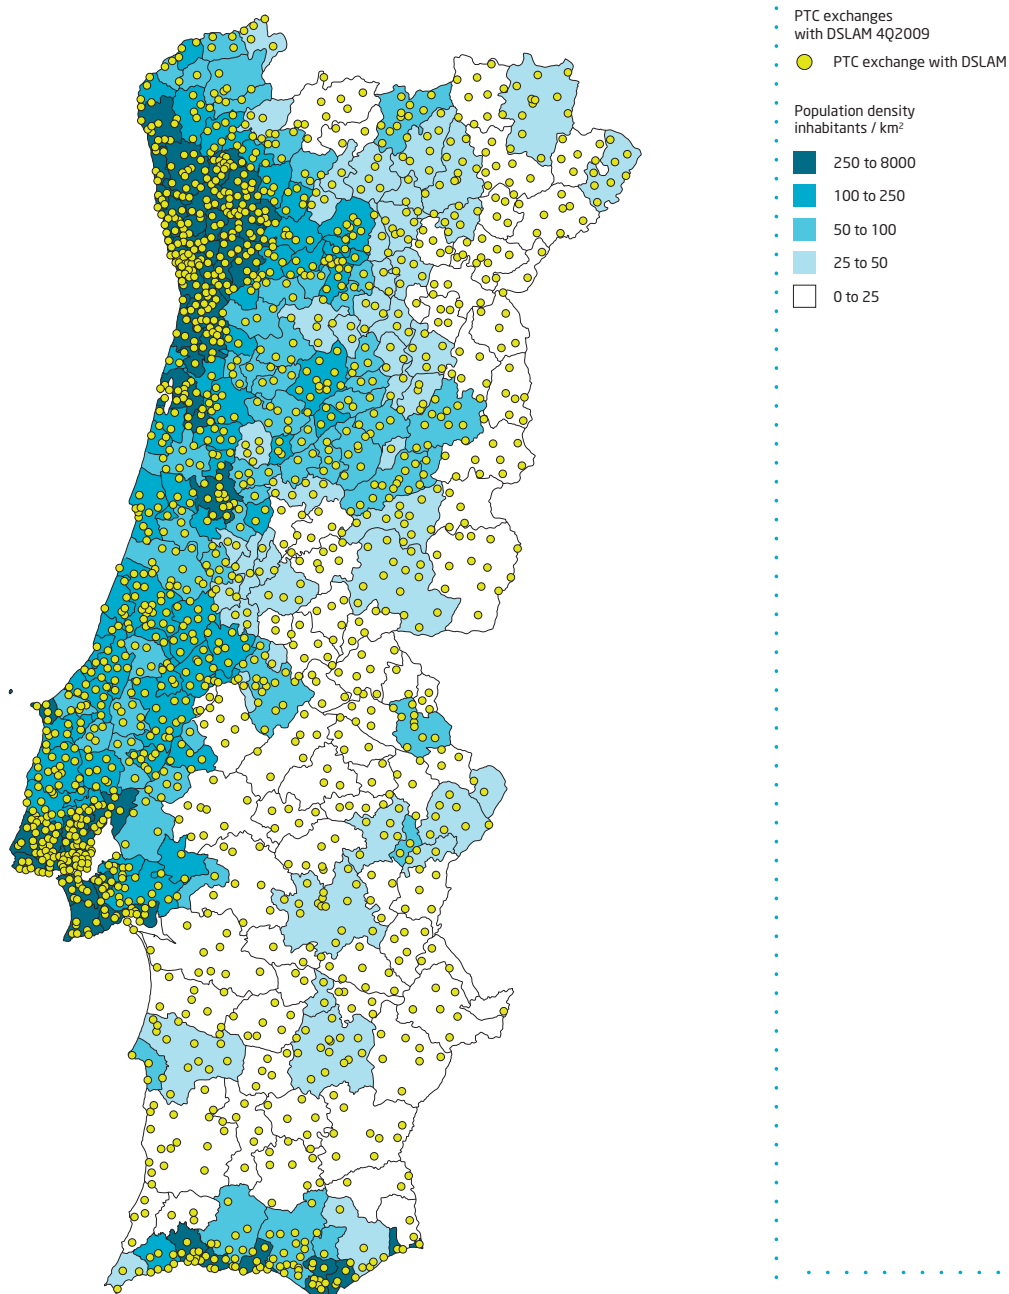 PTC exchanges
with DSLAM 4Q2009
PTC exchange with DSLAM
Population density
inhabitants / km²
250 to 8000
100 to 250
50 to 100
25 to 50
0 to 25